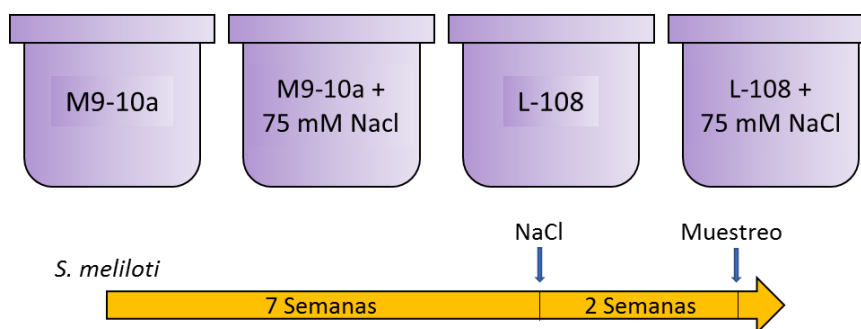 M9-10a
M9-10a +
75 mM Nacl
L-108
L-108 +
75 mM NaCl
NaCl
Muestreo
S. meliloti
7 Semanas
2 Semanas